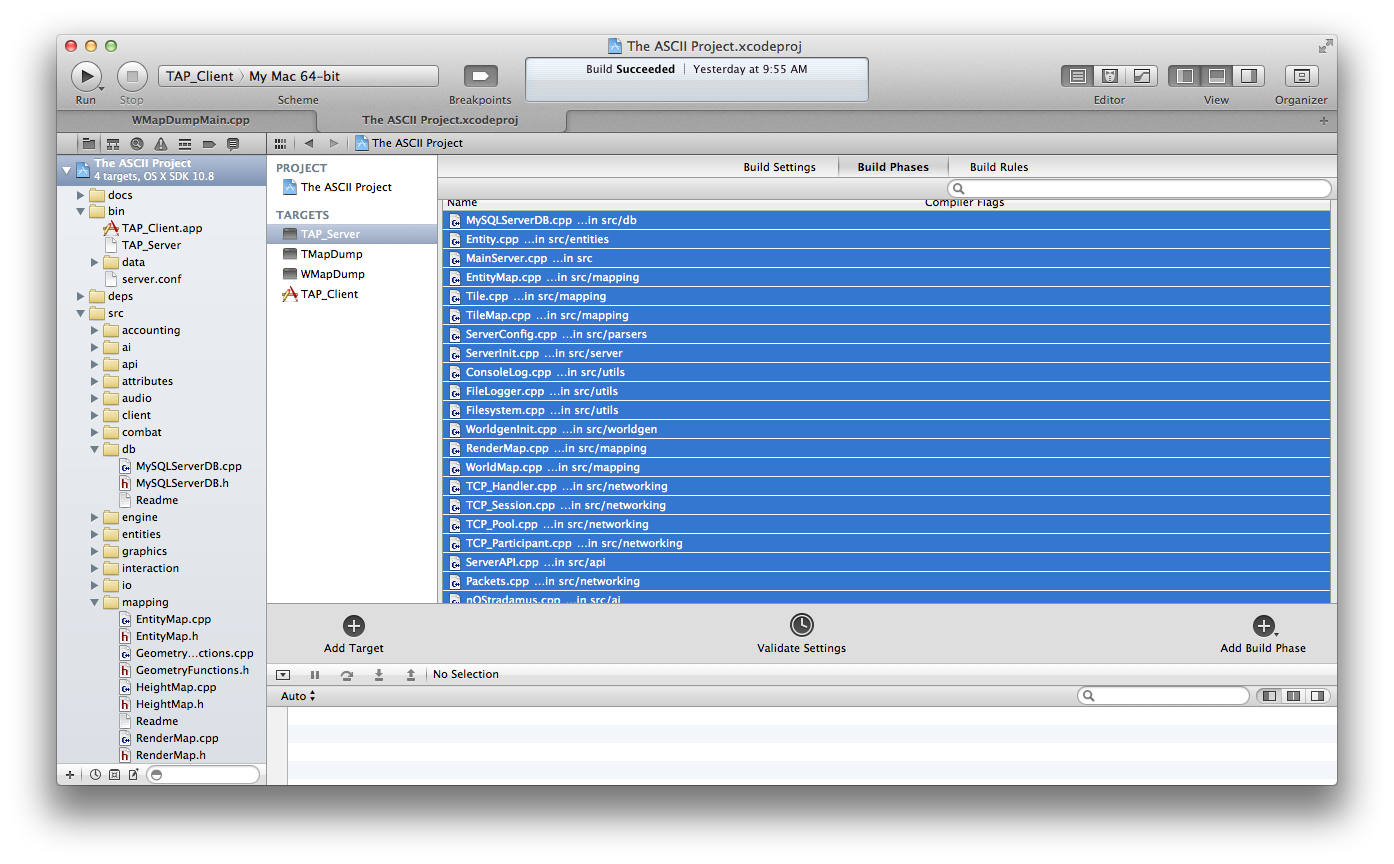 The ASCII Project.xcodeproj
TAP_Client 〉My Mac 64-bit
Build Succeeded | Yesterday at 9:55 AM
Run
Stop
Scheme
Breakpoints
Editor
View
Organizer
WMapDumpMain.cpp
The ASCII Project.xcodeproj
The ASCII Project
4 targets, OS X SDK 10.8
docs
bin
TAP_Client.app
TAP_Server
data
server.conf
deps
src
accounting
ai
api
attributes
audio
client
combat
db
MySQLServerDB.cpp
MySQLServerDB.h
Readme
engine
entities
graphics
interaction
io
mapping
EntityMap.cpp
EntityMap.h
Geometry...ctions.cpp
GeometryFunctions.h
HeightMap.cpp
HeightMap.h
Readme
RenderMap.cpp
RenderMap.h
The ASCII Project
PROJECT
The ASCII Project
TARGETS
TAP_Server
TMapDump
WMapDump
TAP_Client
Build Settings
Build Phases
Build Rules
Name
Compiler Flags
MySQLServerDB.cpp ...in src/db
Entity.cpp ...in src/entities
MainServer.cpp ...in src
EntityMap.cpp ...in src/mapping
Tile.cpp ...in src/mapping
TileMap.cpp ...in src/mapping
ServerConfig.cpp ...in src/parsers
ServerInit.cpp ...in src/server
ConsoleLog.cpp ...in src/utils
FileLogger.cpp ...in src/utils
Filesystem.cpp ...in src/utils
WorldgenInit.cpp ...in src/worldgen
RenderMap.cpp ...in src/mapping
WorldMap.cpp ...in src/mapping
TCP_Handler.cpp ...in src/networking
TCP_Session.cpp ...in src/networking
TCP_Pool.cpp ...in src/networking
TCP_Participant.cpp ...in src/networking
ServerAPI.cpp ...in src/api
Packets.cpp ...in src/networking
nOStradamus.cpp ...in src/ai
Add Target
Validate Settings
Add Build Phase
No Selection
Auto